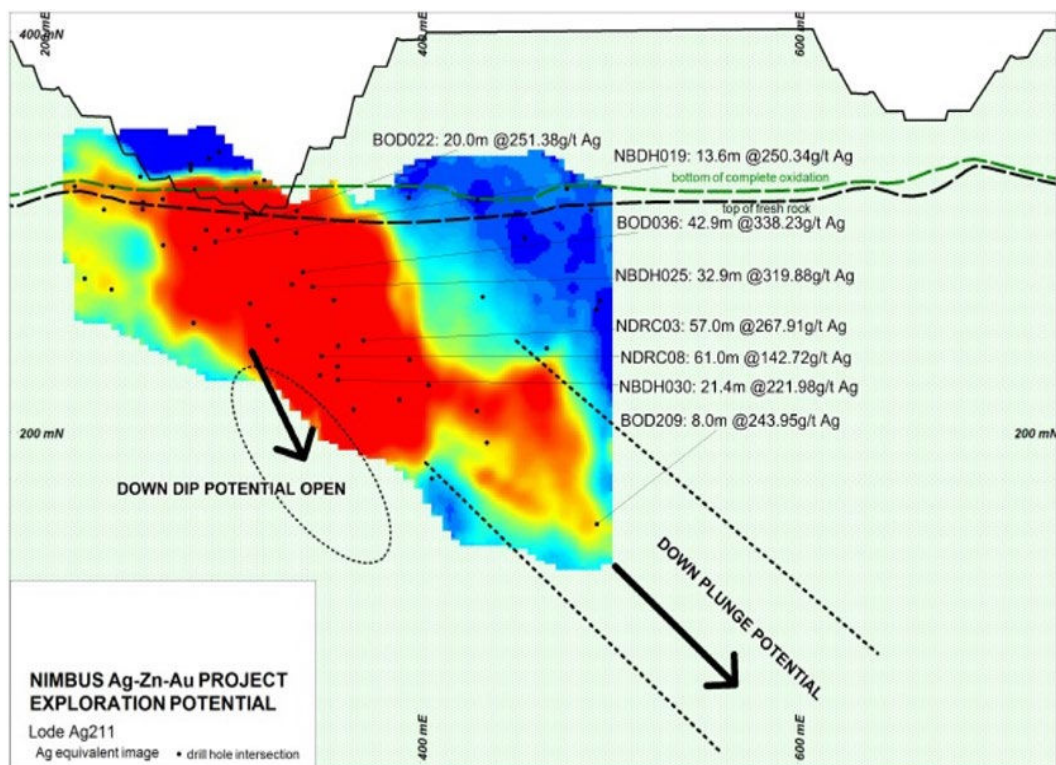 400 mN
200 mE
400 mE
600 mE
BOD022: 20.0m @251.38g/t Ag
NBDH019: 13.6m @250.34g/t Ag
bottom of complete oxidation
top of fresh rock
BOD036: 42.9m @338.23g/t Ag
NBDH025: 32.9m @319.88g/t Ag
NDRC03: 57.0m @267.91g/t Ag
NDRC08: 61.0m @142.72g/t Ag
NBDH030: 21.4m @221.98g/t Ag
BOD209: 8.0m @243.95g/t Ag
200 mN
200 mN
DOWN DIP POTENTIAL OPEN
DOWN PLUNGE POTENTIAL
NIMBUS Ag-Zn-Au PROJECT
EXPLORATION POTENTIAL
Lode Ag211
Ag equivalent image • drill hole intersection
400 mE
600 mE